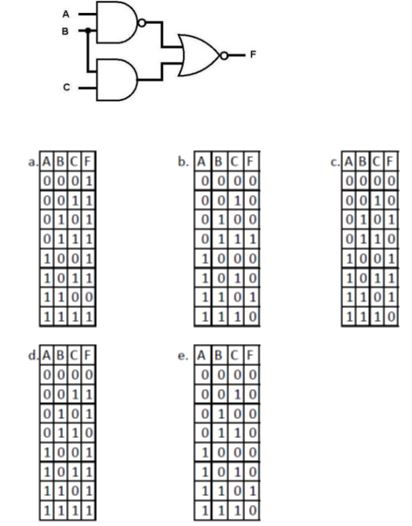 A
B
C
F
a. A B C F
0 0 0 1
0 0 1 1
0 1 0 1
0 1 1 1
1 0 0 1
1 0 1 1
1 1 0 0
1 1 1 1
b. A B C F
0 0 0 0
0 0 1 0
0 1 0 0
0 1 1 1
1 0 0 0
1 0 1 0
1 1 0 1
1 1 1 0
c. A B C F
0 0 0 0
0 0 1 0
0 1 0 1
0 1 1 0
1 0 0 1
1 0 1 1
1 1 0 1
1 1 1 0
d. A B C F
0 0 0 0
0 0 1 1
0 1 0 1
0 1 1 0
1 0 0 1
1 0 1 1
1 1 0 1
1 1 1 1
e. A B C F
0 0 0 0
0 0 1 0
0 1 0 0
0 1 1 0
1 0 0 0
1 0 1 0
1 1 0 1
1 1 1 0